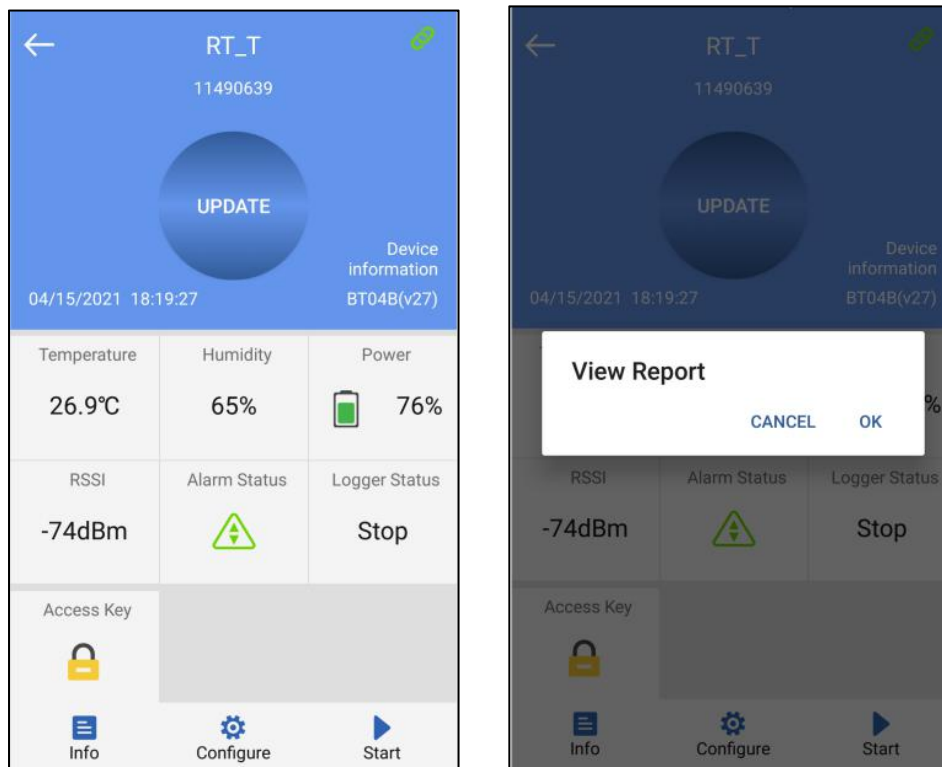 RT_T
11490639
UPDATE
Device
information
04/15/2021 18:19:27
BT04B(v27)
Temperature
Humidity
Power
26.9℃
65%
76%
RSSI
Alarm Status
Logger Status
-74dBm
Stop
Access Key
Info
Configure
Start
RT_T
11490639
UPDATE
Device
information
04/15/2021 18:19:27
BT04B(v27)
View Report
%
CANCEL
OK
RSSI
Alarm Status
Logger Status
-74dBm
Stop
Access Key
Info
Configure
Start